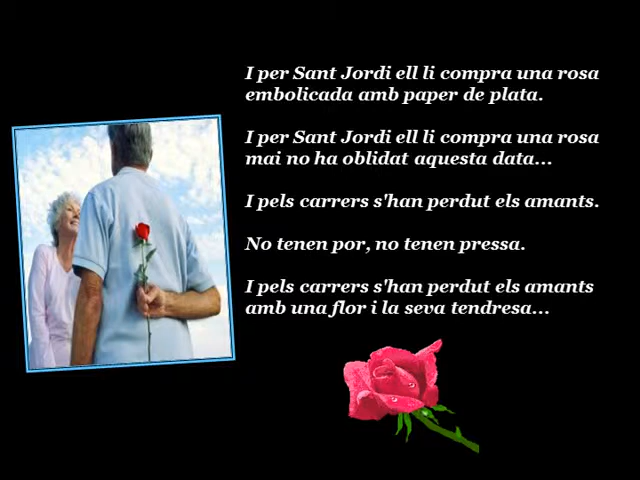 I per Sant Jordi ell li compra una rosa
embolicada amb paper de plata.
I per Sant Jordi ell li compra una rosa
mai no ha oblidat aquesta data...
I pels carrers s'han perdut els amants.
No tenen por, no tenen pressa.
I pels carrers s'han perdut els amants
amb una flor i la seva tendresa...